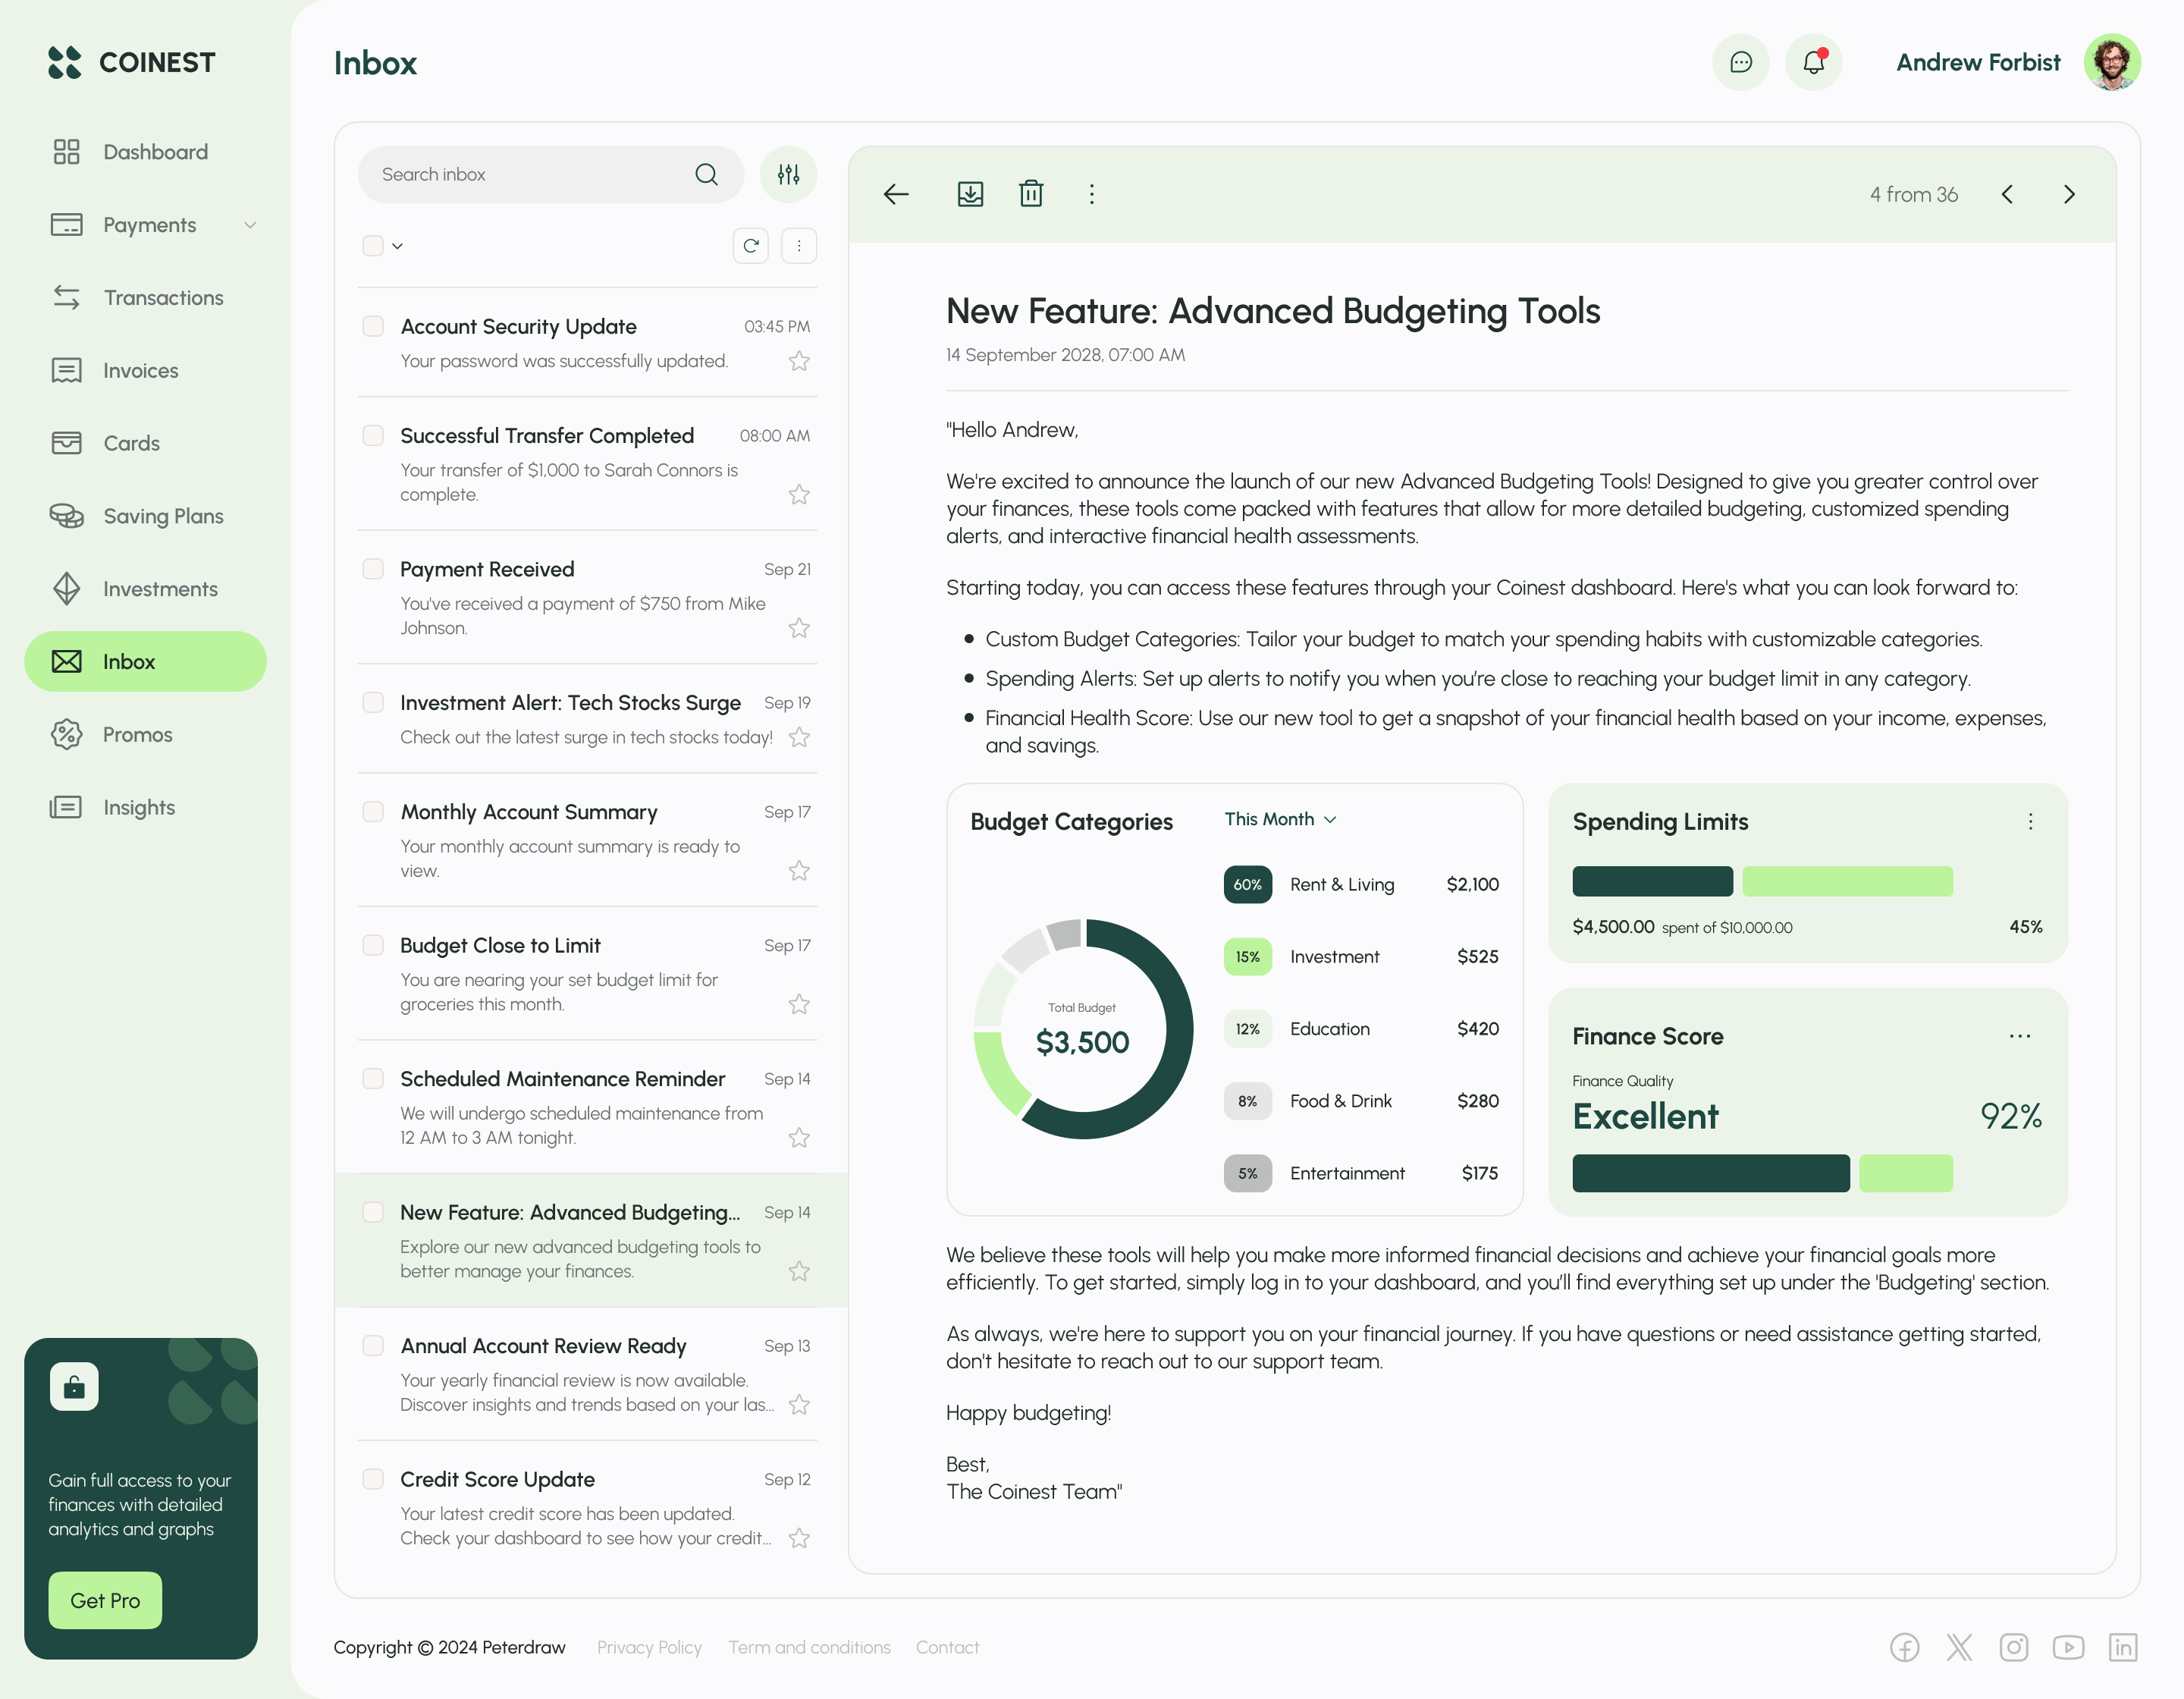 COINEST
Dashboard
Payments
Transactions
Invoices
Cards
Saving Plans
Investments
Inbox
Promos
Insights
Gain full access to your
finances with detailed
analytics and graphs
Get Pro
Inbox
Andrew Forbist
Search inbox
Account Security Update
03:45 PM
Your password was successfully updated.
Successful Transfer Completed
08:00 AM
Your transfer of $1,000 to Sarah Connors is
complete.
Payment Received
Sep 21
You've received a payment of $750 from Mike
Johnson.
Investment Alert: Tech Stocks Surge
Sep 19
Check out the latest surge in tech stocks today!
Monthly Account Summary
Sep 17
Your monthly account summary is ready to
view.
Budget Close to Limit
Sep 17
You are nearing your set budget limit for
groceries this month.
Scheduled Maintenance Reminder
Sep 14
We will undergo scheduled maintenance from
12 AM to 3 AM tonight.
New Feature: Advanced Budgeting...
Sep 14
Explore our new advanced budgeting tools to
better manage your finances.
Annual Account Review Ready
Sep 13
Your yearly financial review is now available.
Discover insights and trends based on your las...
Credit Score Update
Sep 12
Your latest credit score has been updated.
Check your dashboard to see how your credit...
4 from 36
New Feature: Advanced Budgeting Tools
14 September 2028, 07:00 AM
"Hello Andrew,
We're excited to announce the launch of our new Advanced Budgeting Tools! Designed to give you greater control over
your finances, these tools come packed with features that allow for more detailed budgeting, customized spending
alerts, and interactive financial health assessments.
Starting today, you can access these features through your Coinest dashboard. Here's what you can look forward to:
Custom Budget Categories: Tailor your budget to match your spending habits with customizable categories.
Spending Alerts: Set up alerts to notify you when you're close to reaching your budget limit in any category.
Financial Health Score: Use our new tool to get a snapshot of your financial health based on your income, expenses,
and savings.
Budget Categories
This Month
Total Budget
$3,500
60% Rent & Living $2,100
15% Investment $525
12% Education $420
8% Food & Drink $280
5% Entertainment $175
Spending Limits
$4,500.00 spent of $10,000.00 45%
Finance Score
Finance Quality
Excellent 92%
We believe these tools will help you make more informed financial decisions and achieve your financial goals more
efficiently. To get started, simply log in to your dashboard, and you'll find everything set up under the 'Budgeting' section.
As always, we're here to support you on your financial journey. If you have questions or need assistance getting started,
don't hesitate to reach out to our support team.
Happy budgeting!
Best,
The Coinest Team"
Copyright © 2024 Peterdraw
Privacy Policy
Term and conditions
Contact